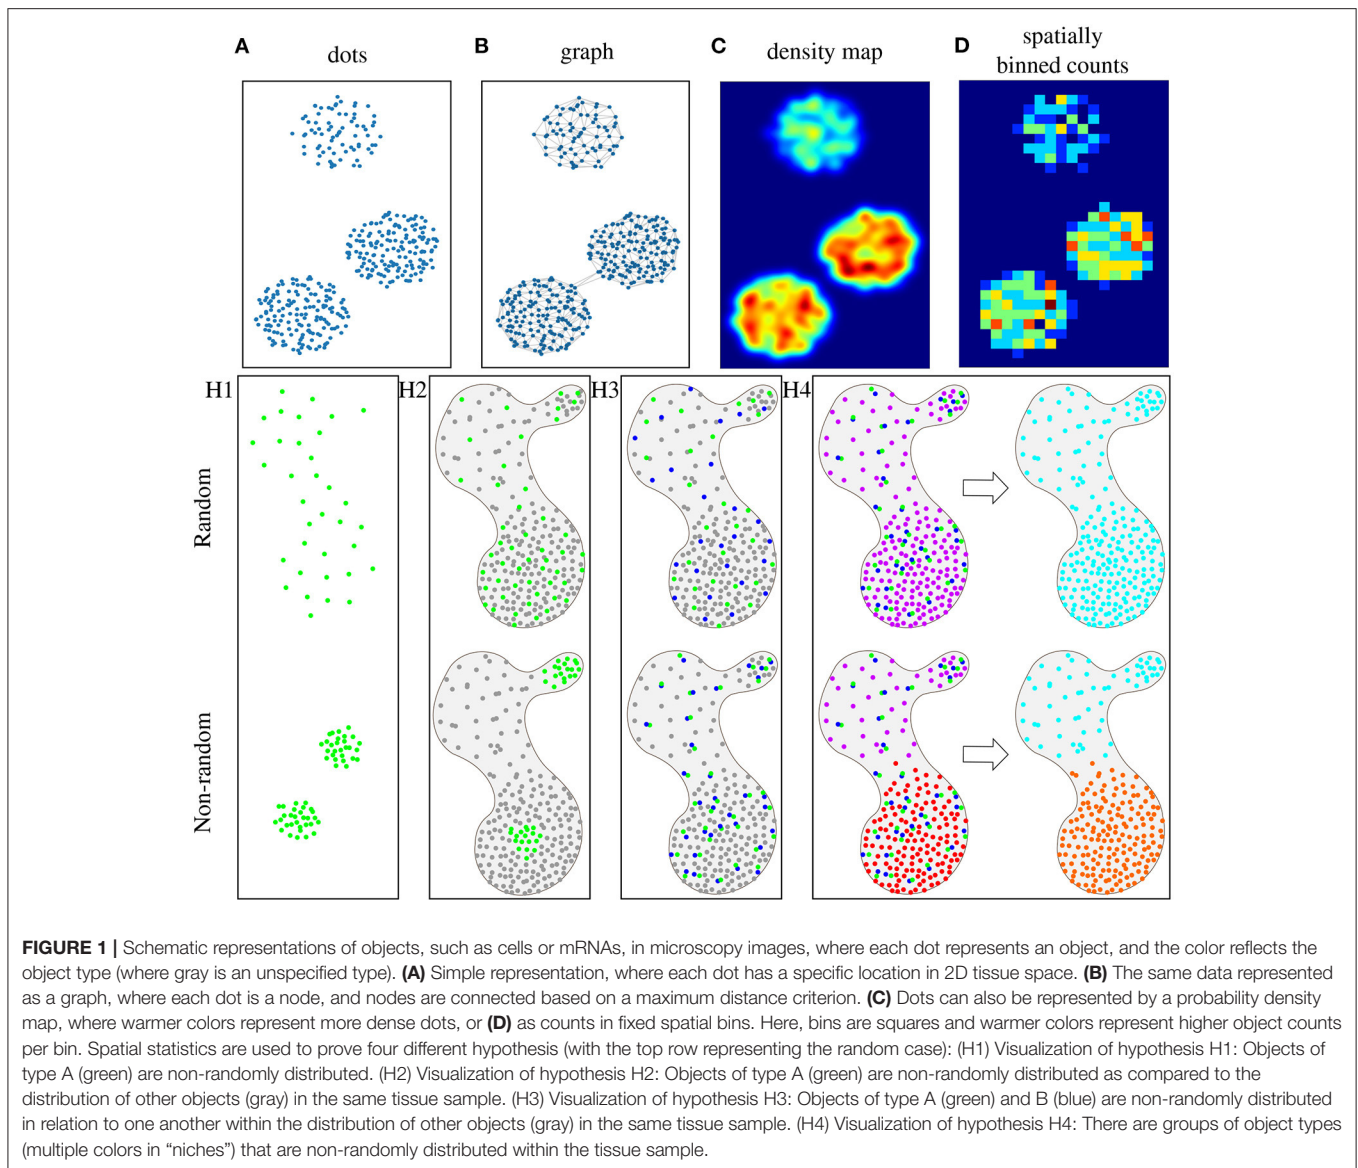 A
dots
B
graph
C
density map
D
spatially
binned counts
H1
H2
H3
H4
Random
Non-random
FIGURE 1 | Schematic representations of objects, such as cells or mRNAs, in microscopy images, where each dot represents an object, and the color reflects the
object type (where gray is an unspecified type). (A) Simple representation, where each dot has a specific location in 2D tissue space. (B) The same data represented
as a graph, where each dot is a node, and nodes are connected based on a maximum distance criterion. (C) Dots can also be represented by a probability density
map, where warmer colors represent more dense dots, or (D) as counts in fixed spatial bins. Here, bins are squares and warmer colors represent higher object counts
per bin. Spatial statistics are used to prove four different hypothesis (with the top row representing the random case): (H1) Visualization of hypothesis H1: Objects of
type A (green) are non-randomly distributed. (H2) Visualization of hypothesis H2: Objects of type A (green) are non-randomly distributed as compared to the
distribution of other objects (gray) in the same tissue sample. (H3) Visualization of hypothesis H3: Objects of type A (green) and B (blue) are non-randomly distributed
in relation to one another within the distribution of other objects (gray) in the same tissue sample. (H4) Visualization of hypothesis H4: There are groups of object types
(multiple colors in “niches”) that are non-randomly distributed within the tissue sample.